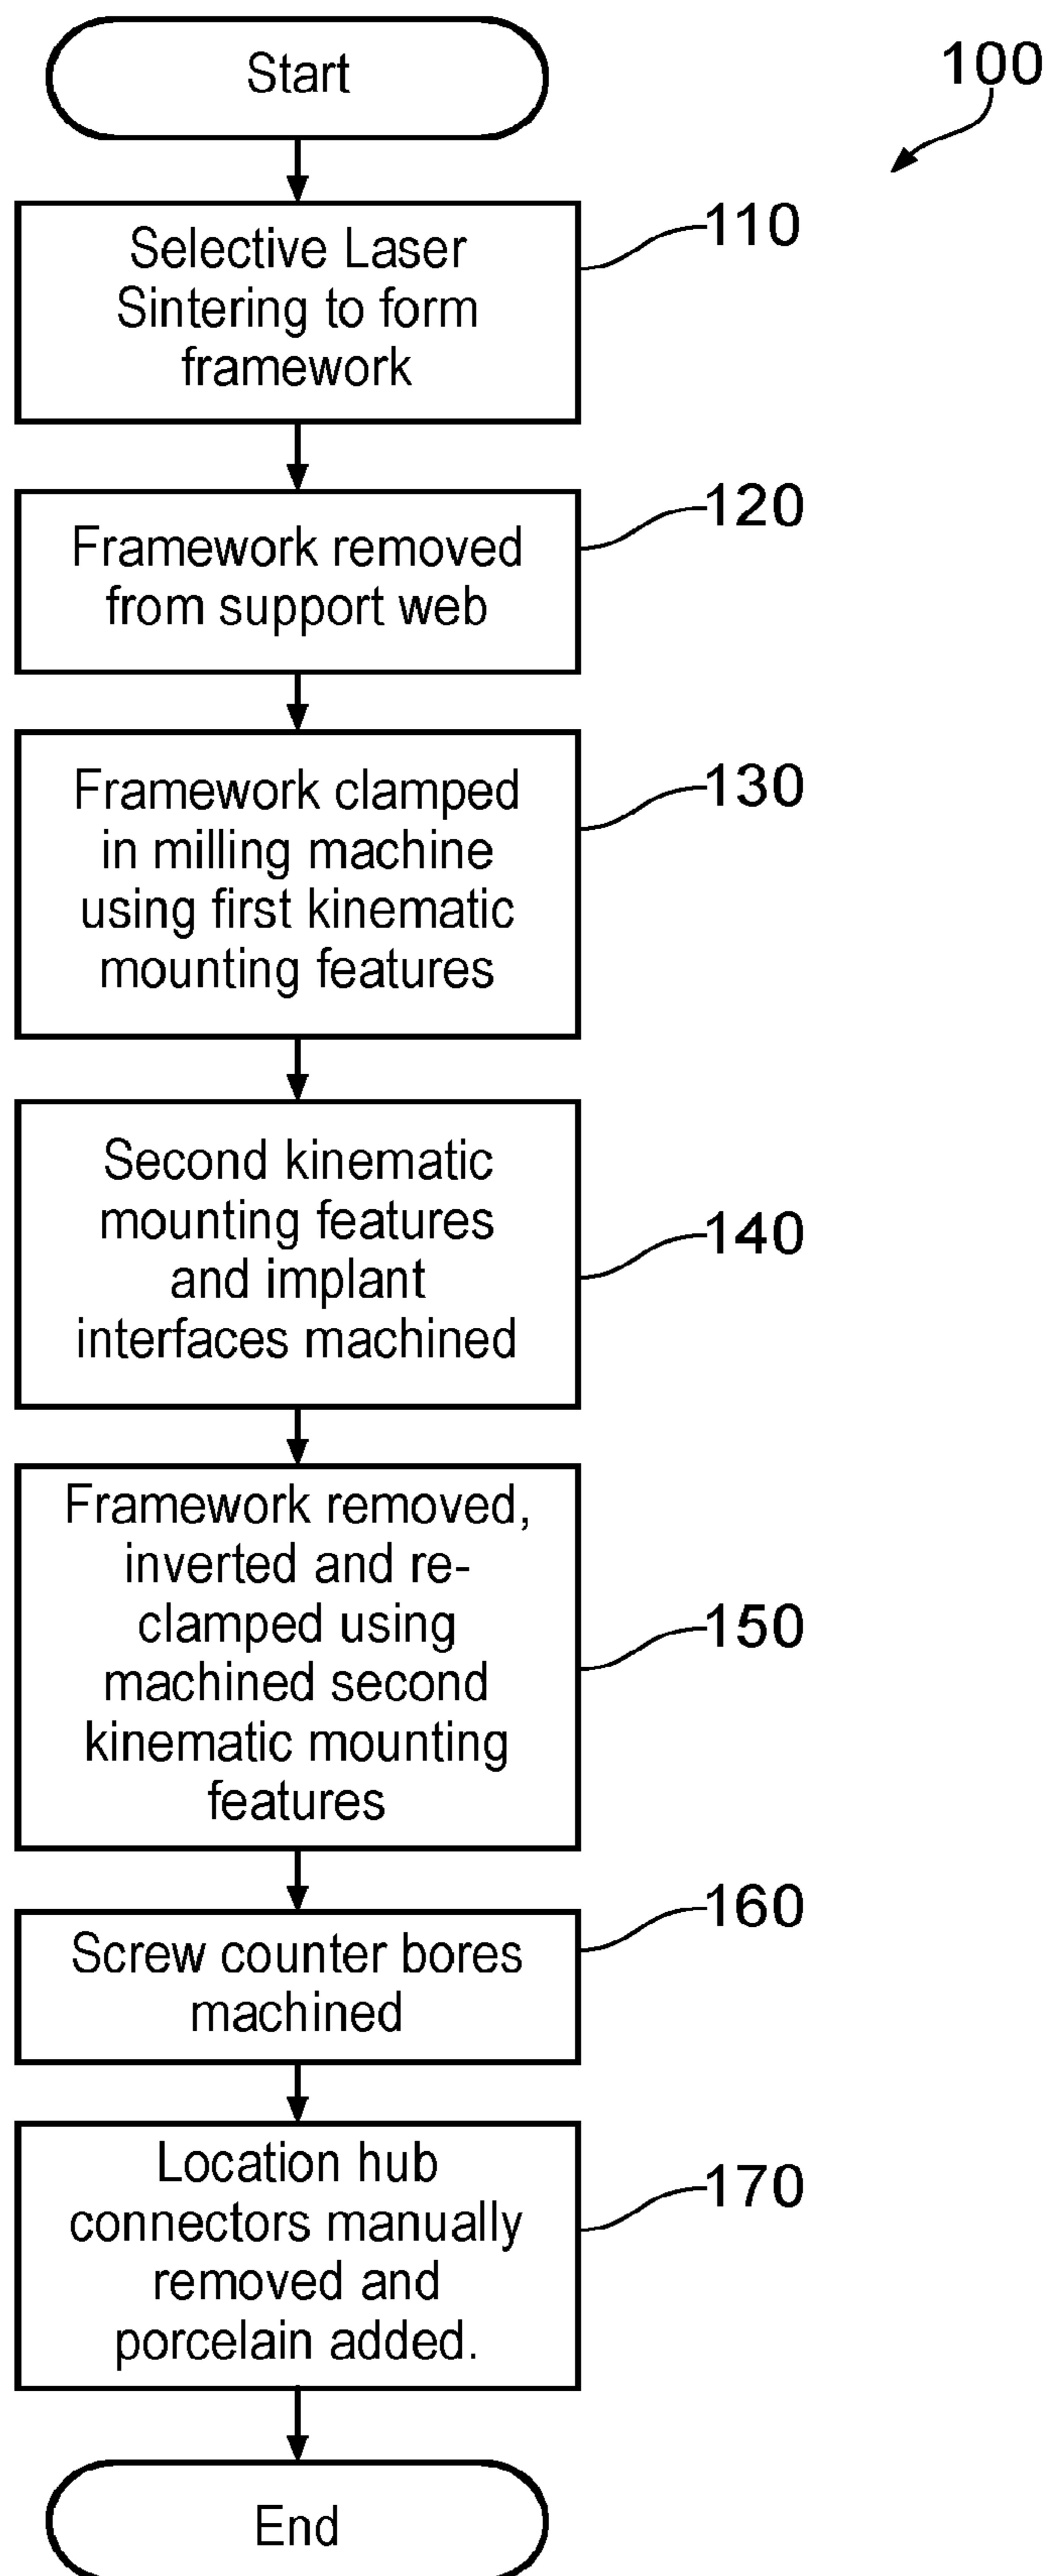 Start
100
Selective Laser
Sintering to form
framework
110
Framework removed
from support web
120
Framework clamped
in milling machine
using first kinematic
mounting features
130
Second kinematic
mounting features
and implant
interfaces machined
140
Framework removed,
inverted and re-
clamped using
machined second
kinematic mounting
features
150
Screw counter bores
machined
160
Location hub
connectors manually
removed and
porcelain added.
170
End